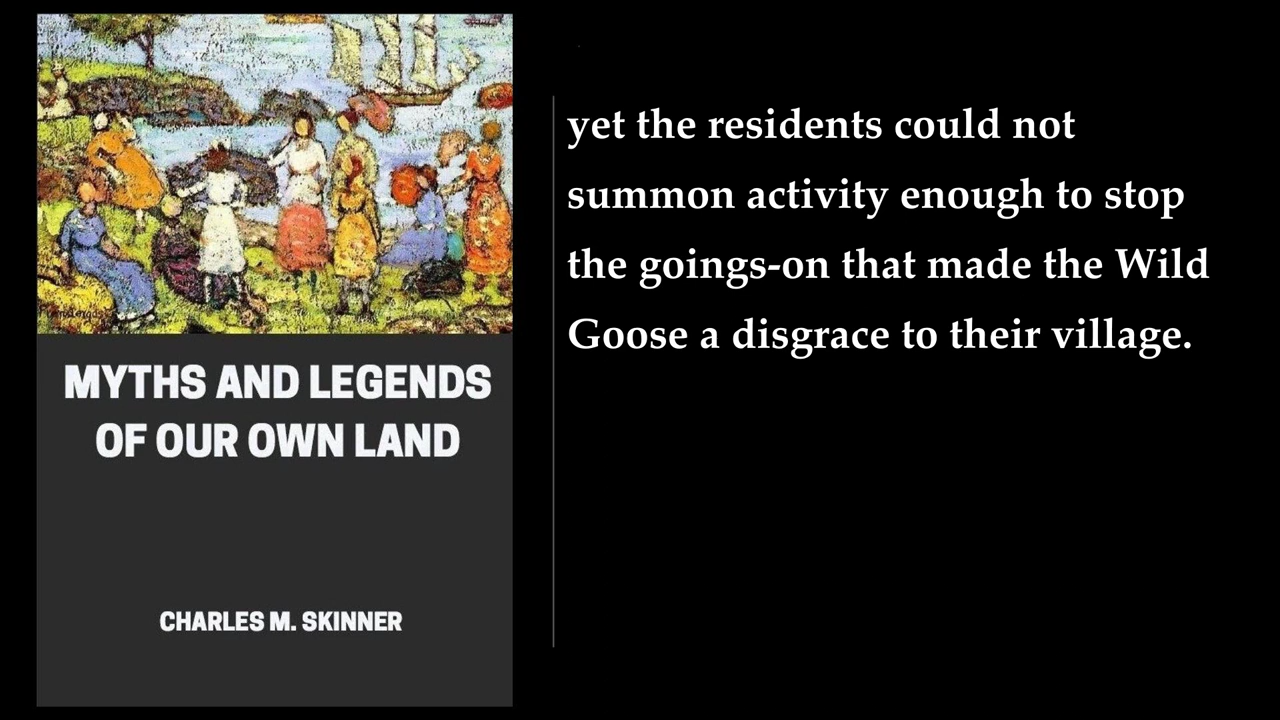 MYTHS AND LEGENDS
OF OUR OWN LAND
CHARLES M. SKINNER
yet the residents could not
summon activity enough to stop
the goings-on that made the Wild
Goose a disgrace to their village.